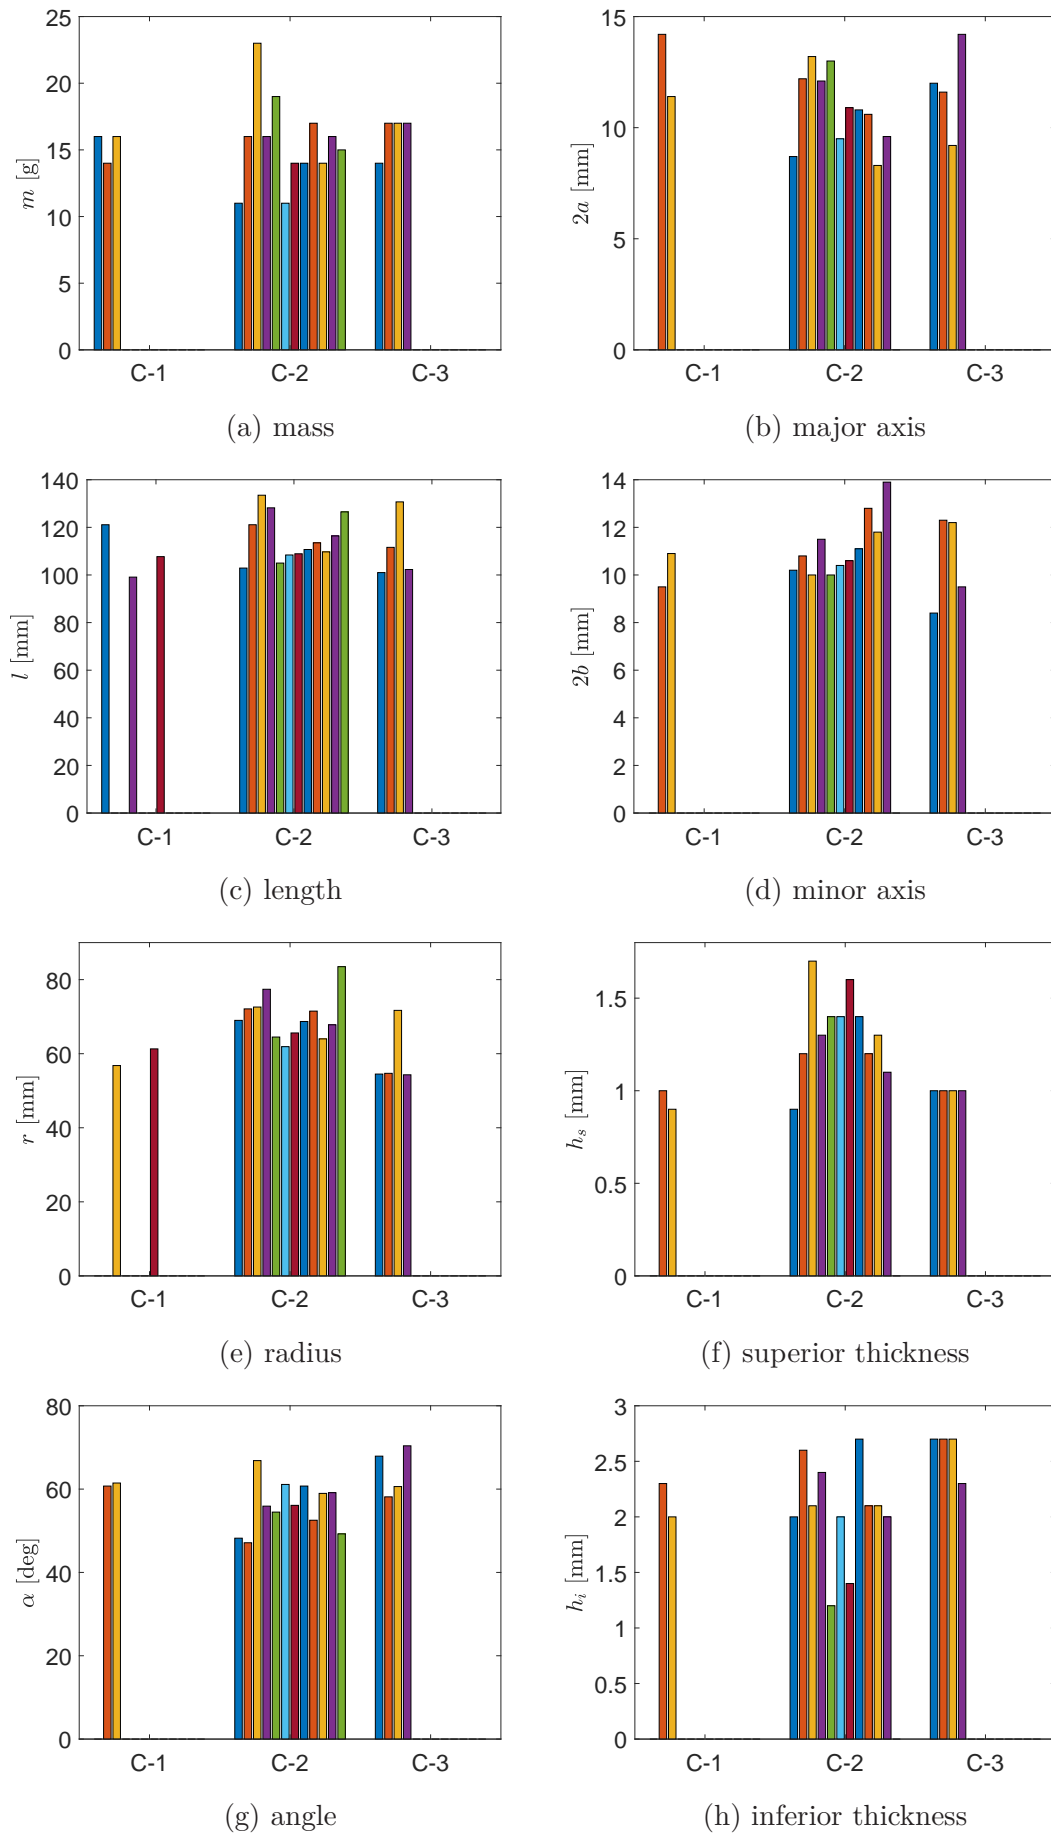 25
20
15
10
5
0
m [g]
C-1 C-2 C-3
(a) mass
15
10
5
0
2a [mm]
C-1 C-2 C-3
(b) major axis
140
120
100
80
60
40
20
0
l [mm]
C-1 C-2 C-3
(c) length
14
12
10
8
6
4
2
0
2b [mm]
C-1 C-2 C-3
(d) minor axis
80
60
40
20
0
r [mm]
C-1 C-2 C-3
(e) radius
1.5
1
0.5
0
h_s [mm]
C-1 C-2 C-3
(f) superior thickness
80
60
40
20
0
α [deg]
C-1 C-2 C-3
(g) angle
3
2.5
2
1.5
1
0.5
0
h_i [mm]
C-1 C-2 C-3
(h) inferior thickness